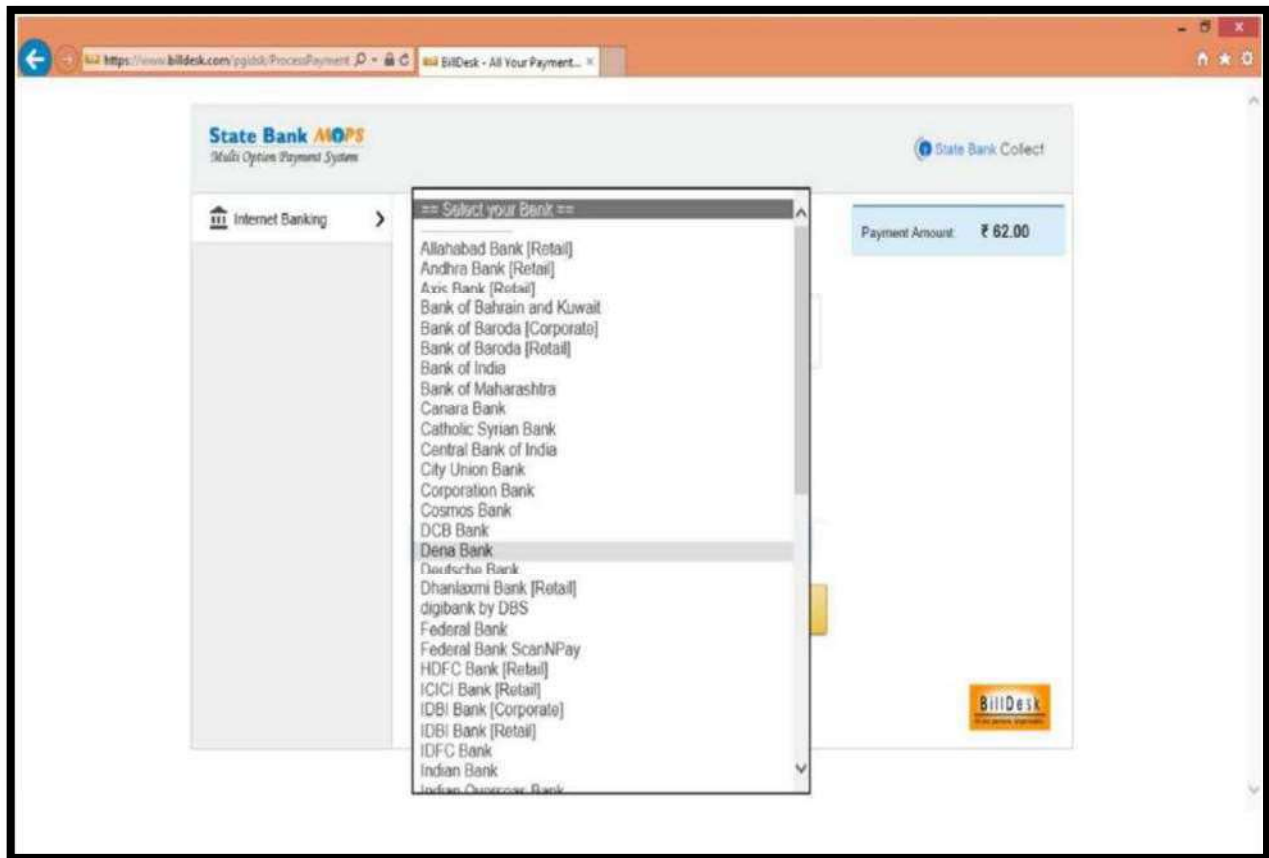 https://www.billdesk.com/pgidsk/ProcessPayment
BillDesk - All Your Payment...
State Bank MOPS
Multi Option Payment System
State Bank Collect
Internet Banking
Payment Amount: ₹ 62.00
== Select your Bank ==
Allahabad Bank [Retail]
Andhra Bank [Retail]
Axis Bank [Retail]
Bank of Bahrain and Kuwait
Bank of Baroda [Corporate]
Bank of Baroda [Retail]
Bank of India
Bank of Maharashtra
Canara Bank
Catholic Syrian Bank
Central Bank of India
City Union Bank
Corporation Bank
Cosmos Bank
DCB Bank
Dena Bank
Deutsche Bank
Dhanlaxmi Bank [Retail]
digibank by DBS
Federal Bank
Federal Bank ScanNPay
HDFC Bank [Retail]
ICICI Bank [Retail]
IDBI Bank [Corporate]
IDBI Bank [Retail]
IDFC Bank
Indian Bank
Indian Overseas Bank
BillDesk